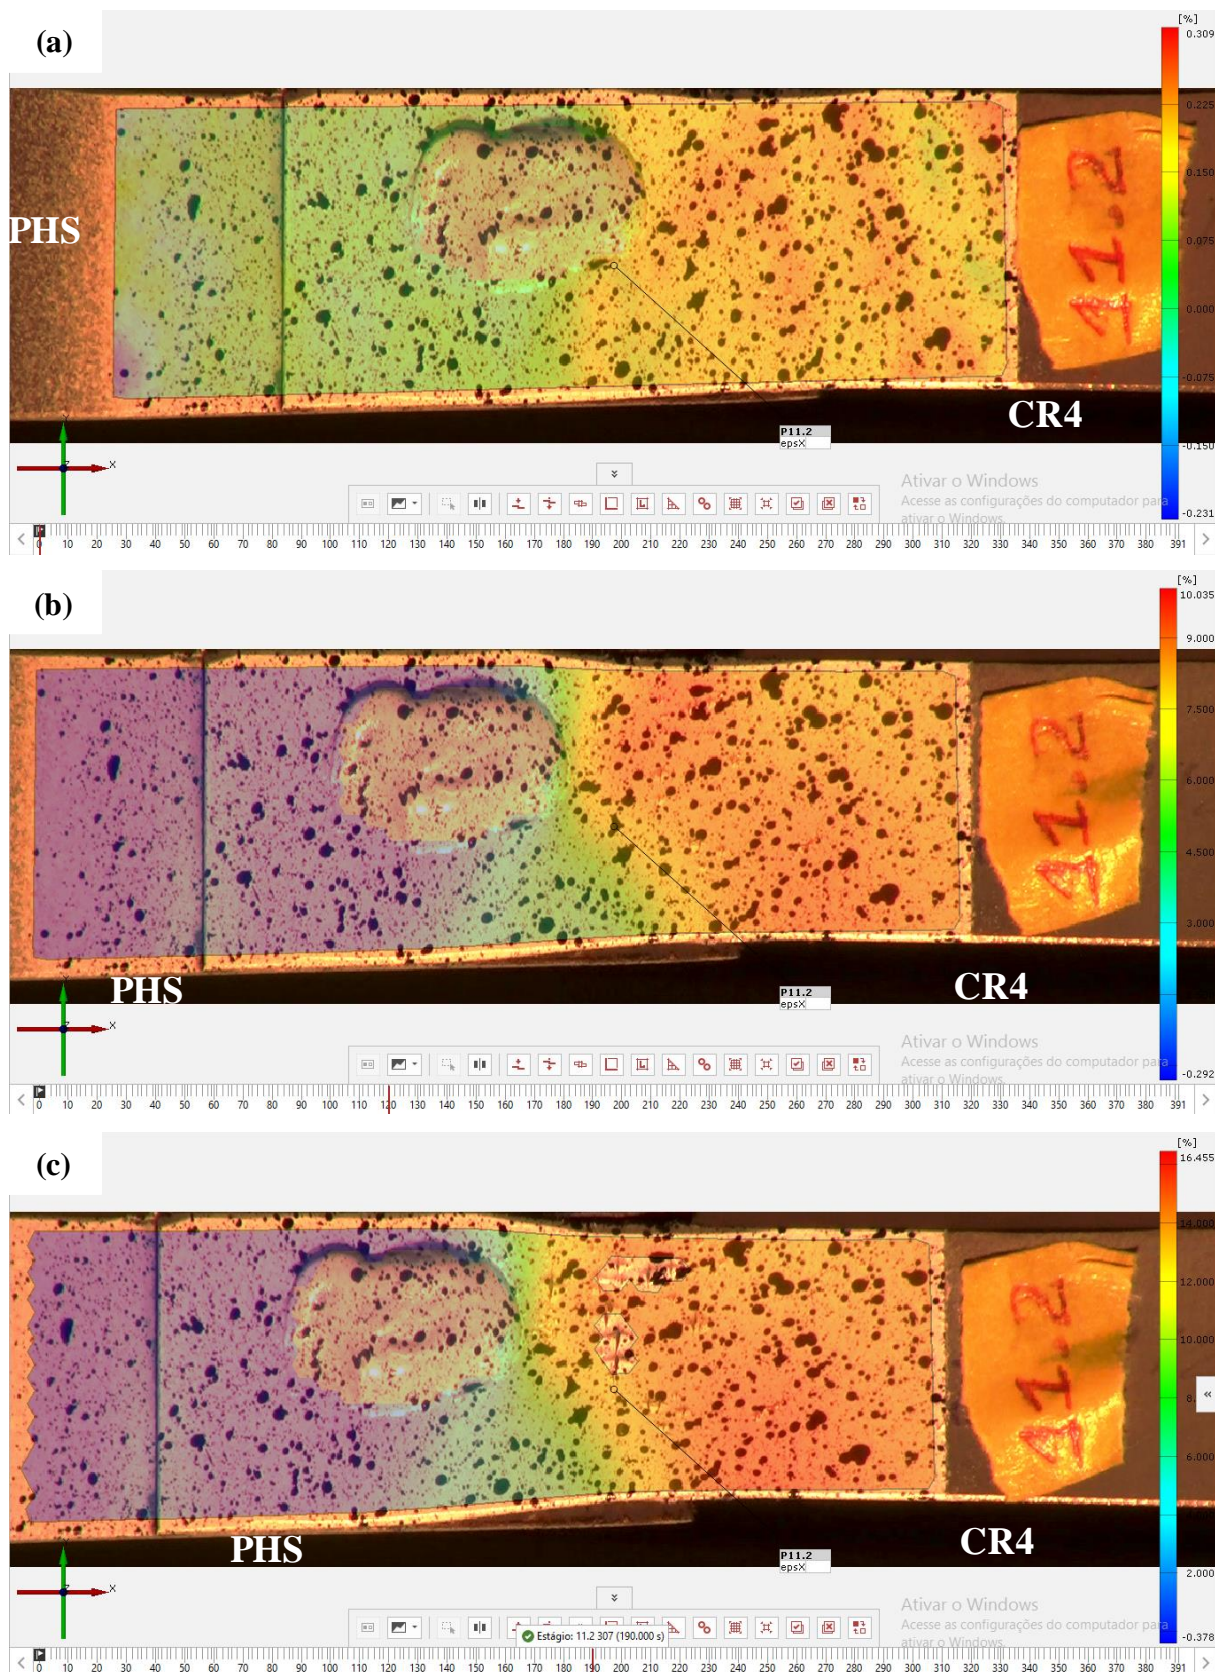 (a)
[%]
0.309
0.225
0.150
0.075
0.000
-0.075
-0.150
-0.231
PHS
11.2
CR4
P11.2
epsX
Y
X
Ativar o Windows
Acesse as configurações do computador para
ativar o Windows.
0 10 20 30 40 50 60 70 80 90 100 110 120 130 140 150 160 170 180 190 200 210 220 230 240 250 260 270 280 290 300 310 320 330 340 350 360 370 380 391
(b)
[%]
10.035
9.000
7.500
6.000
4.500
3.000
-0.292
11.2
PHS
CR4
P11.2
epsX
Y
X
Ativar o Windows
Acesse as configurações do computador para
ativar o Windows.
0 10 20 30 40 50 60 70 80 90 100 110 120 130 140 150 160 170 180 190 200 210 220 230 240 250 260 270 280 290 300 310 320 330 340 350 360 370 380 391
(c)
[%]
16.455
14.000
12.000
10.000
8.
6.000
2.000
-0.378
11.2
PHS
CR4
P11.2
epsX
X
Ativar o Windows
Acesse as configurações do computador para
ativar o Windows.
Estágio: 11.2 307 (190.000 s)
0 10 20 30 40 50 60 70 80 90 100 110 120 130 140 150 160 170 180 190 200 210 220 230 240 250 260 270 280 290 300 310 320 330 340 350 360 370 380 391